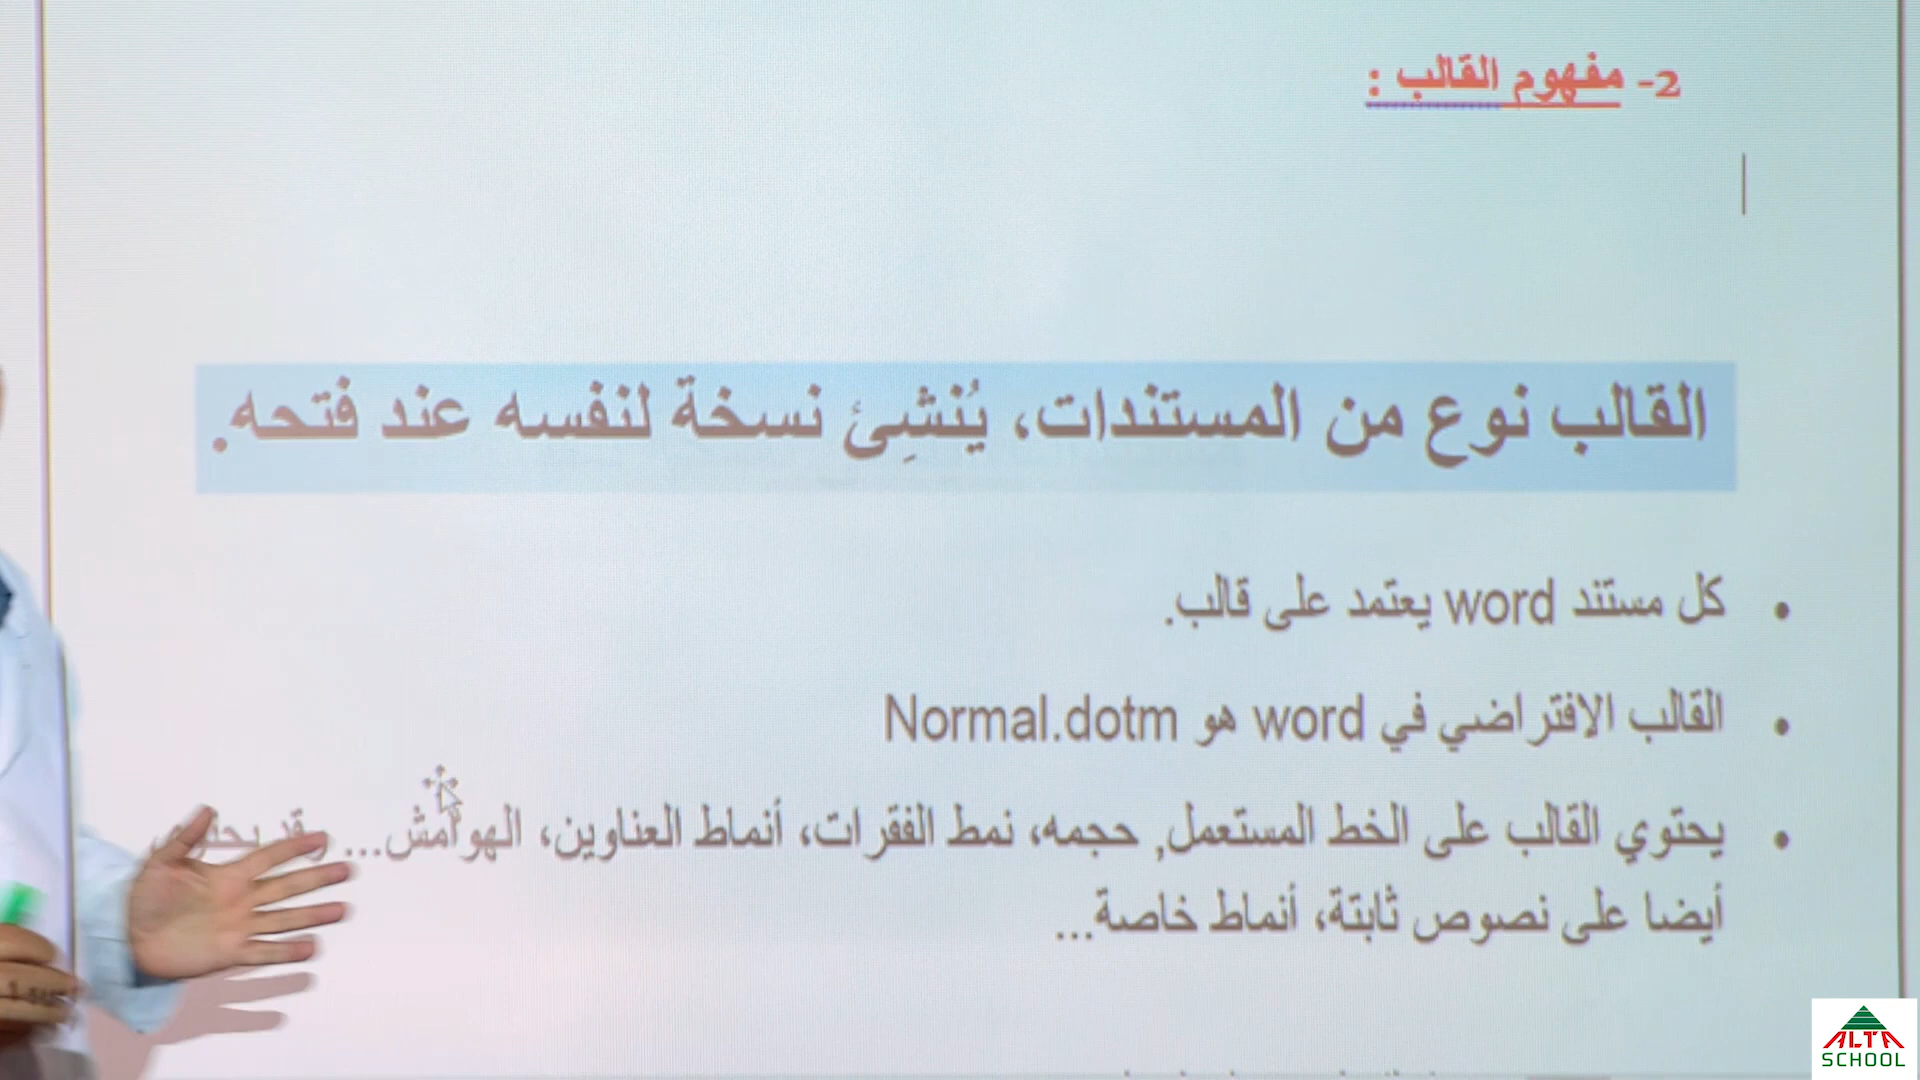 2- مفهوم القالب :
القالب نوع من المستندات، يُنشِئ نسخة لنفسه عند فتحه.
• كل مستند word يعتمد على قالب.
• القالب الافتراضي في word هو Normal.dotm
• يحتوي القالب على الخط المستعمل, حجمه، نمط الفقرات، أنماط العناوين، الهوامش... وقد يحتوي
أيضا على نصوص ثابتة، أنماط خاصة...
ALTA
SCHOOL